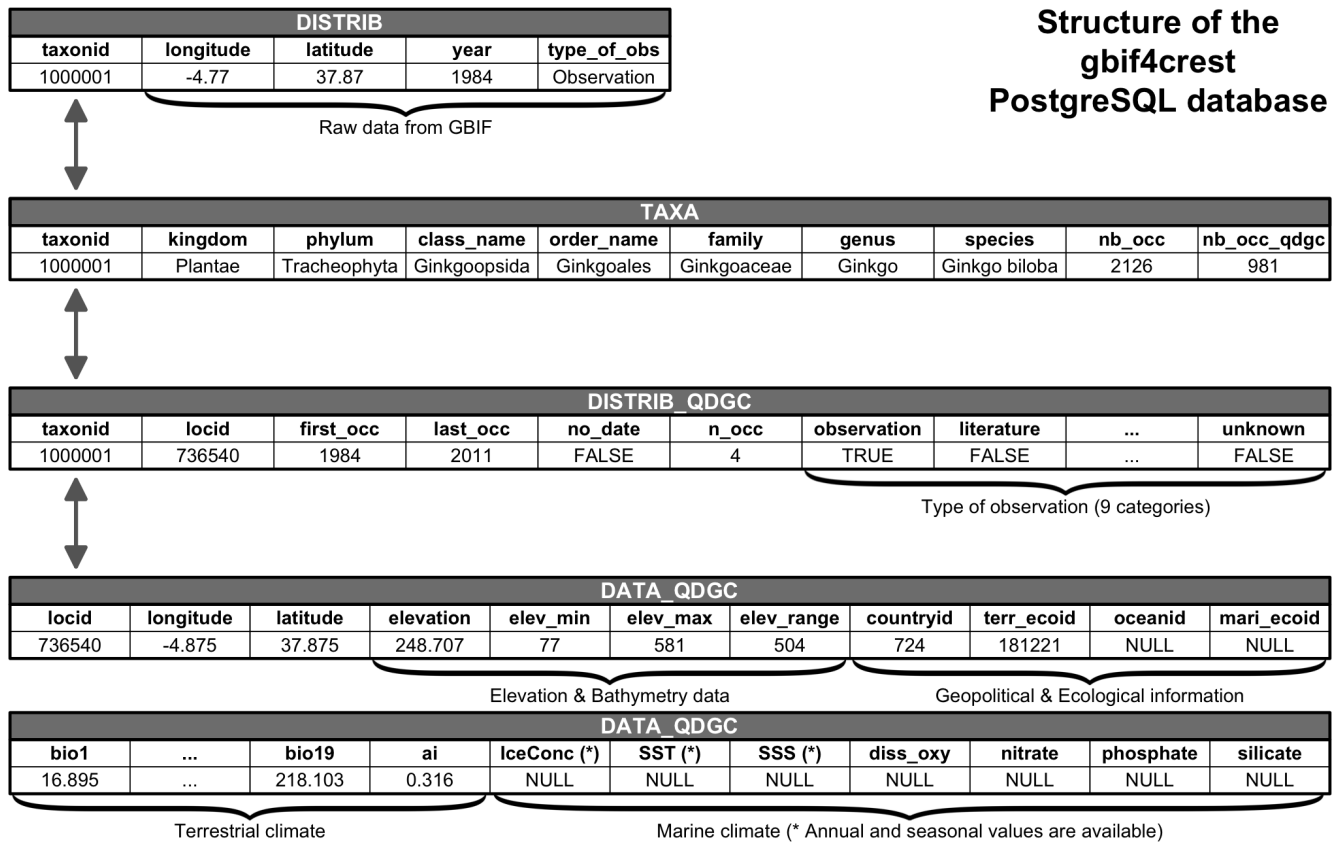 Structure of the
gbif4crest
PostgreSQL database
DISTRIB
taxonid longitude latitude year type_of_obs
1000001 -4.77 37.87 1984 Observation
Raw data from GBIF
TAXA
taxonid kingdom phylum class_name order_name family genus species nb_occ nb_occ_qdgc
1000001 Plantae Tracheophyta Ginkgoopsida Ginkgoales Ginkgoaceae Ginkgo Ginkgo biloba 2126 981
DISTRIB_QDGC
taxonid locid first_occ last_occ no_date n_occ observation literature ... unknown
1000001 736540 1984 2011 FALSE 4 TRUE FALSE ... FALSE
Type of observation (9 categories)
DATA_QDGC
locid longitude latitude elevation elev_min elev_max elev_range countryid terr_ecoid oceanid mari_ecoid
736540 -4.875 37.875 248.707 77 581 504 724 181221 NULL NULL
Elevation & Bathymetry data Geopolitical & Ecological information
DATA_QDGC
bio1 ... bio19 ai IceConc (*) SST (*) SSS (*) diss_oxy nitrate phosphate silicate
16.895 ... 218.103 0.316 NULL NULL NULL NULL NULL NULL NULL
Terrestrial climate Marine climate (* Annual and seasonal values are available)